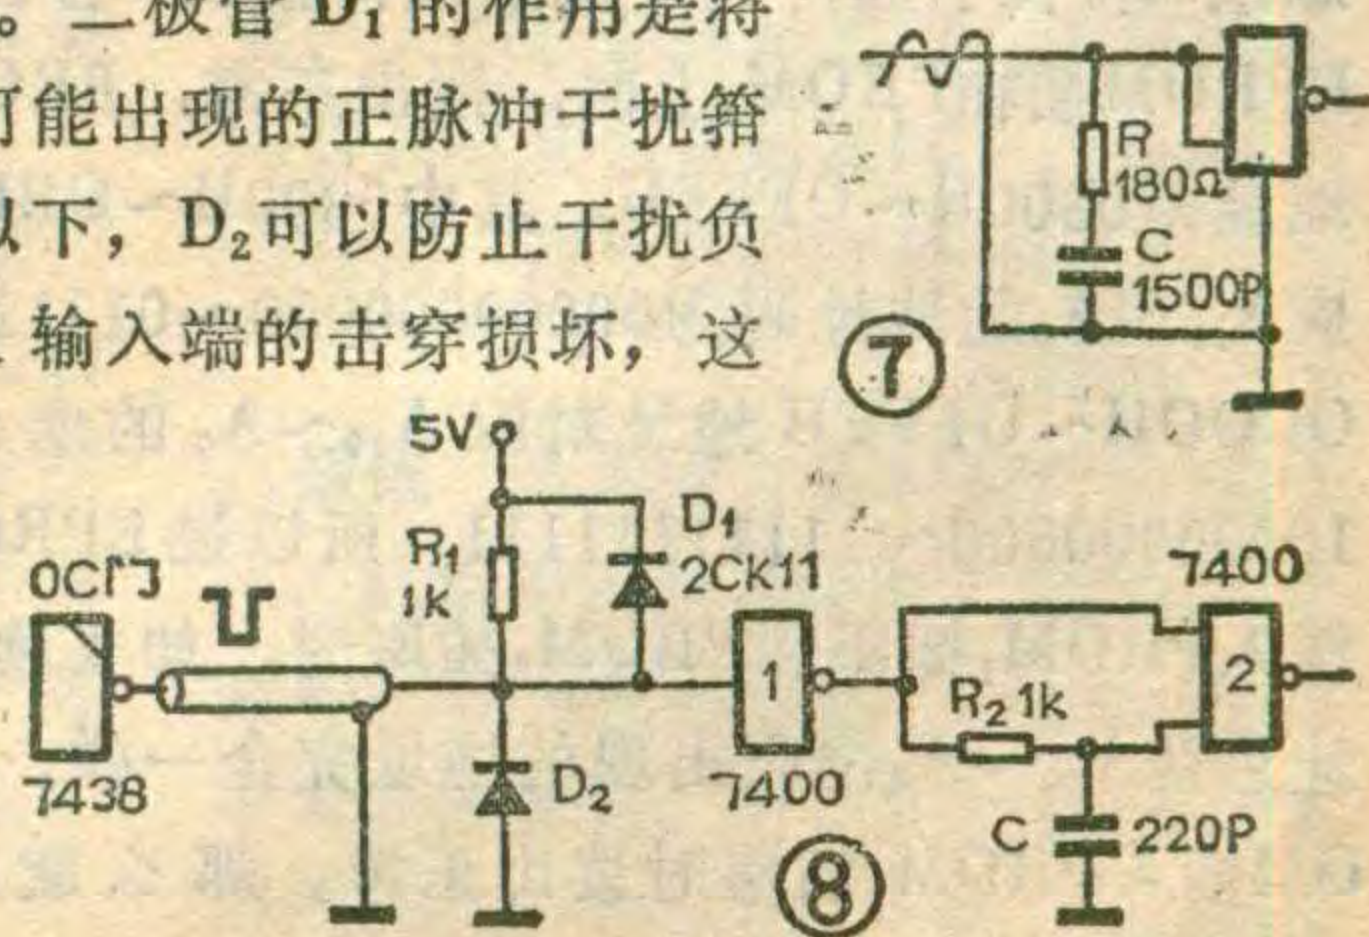 。二极管 D₁ 的作用是将
可能出现的正脉冲干扰箝
以下，D₂可以防止干扰负
输入端的击穿损坏，这
R
180Ω
C
1500P
⑦
5V
R₁
1k
D₁
2CK11
OC门
7438
D₂
1
7400
R₂ 1k
7400
2
C 220P
⑧